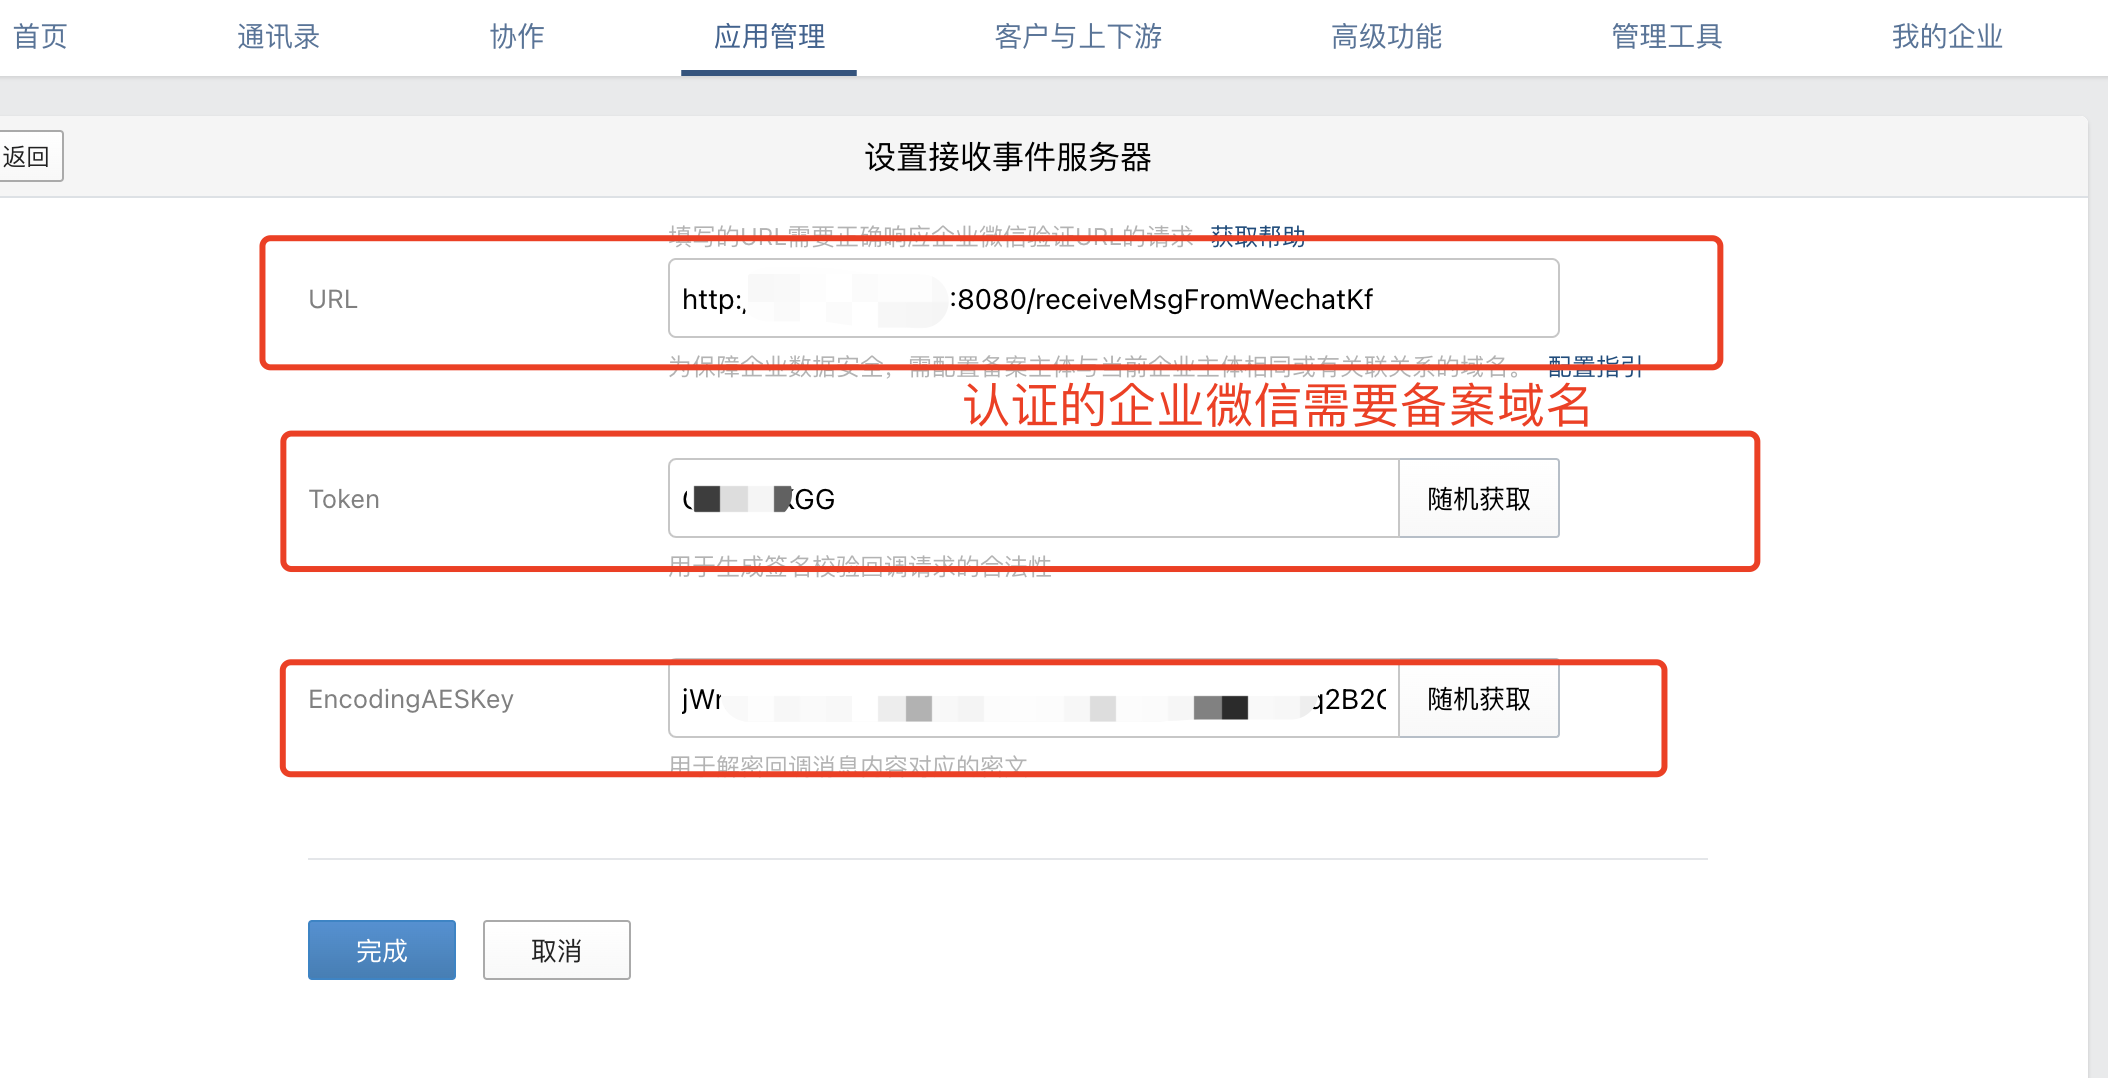 首页 通讯录 协作 应用管理 客户与上下游 高级功能 管理工具 我的企业
返回 设置接收事件服务器
填写的URL需要正确响应企业微信验证URL的请求 获取帮助
URL http: :8080/receiveMsgFromWechatKf
为保障企业数据安全，需配置备案主体与当前企业主体相同或有关联关系的域名。 配置指引
认证的企业微信需要备案域名
Token GG 随机获取
用于生成签名校验回调请求的合法性
EncodingAESKey jWr q2B2 随机获取
用于解密回调消息内容对应的密文
完成 取消